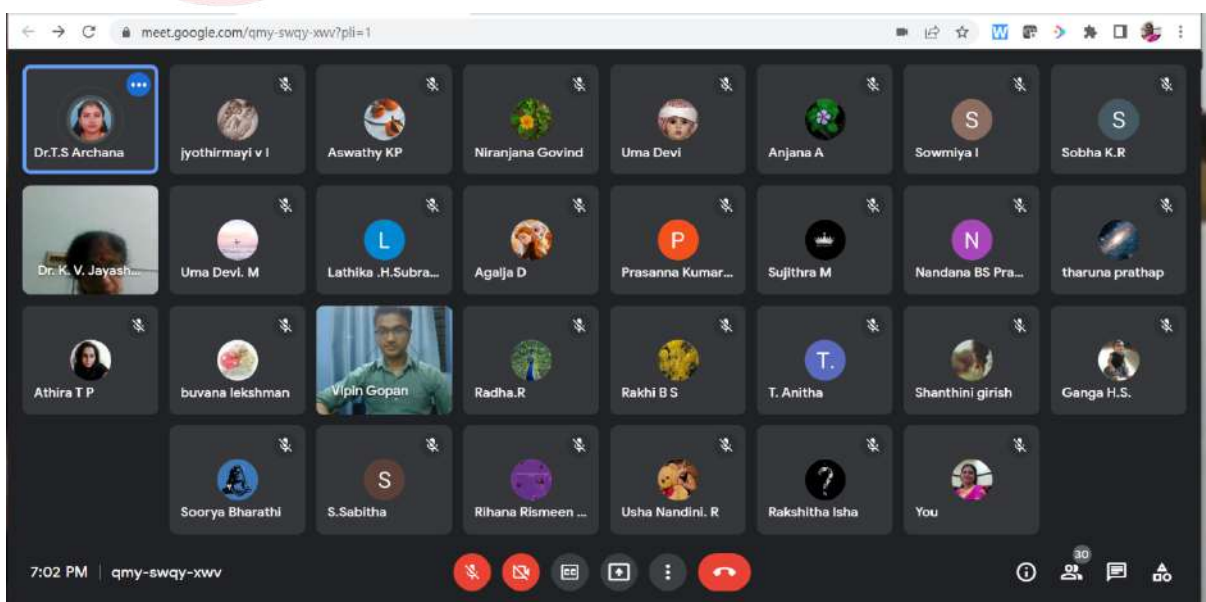 meet.google.com/qmy-swqy-xwv?pli=1
W
Dr.T.S Archana
jyothirmayi v l
Aswathy KP
Niranjana Govind
Uma Devi
Anjana A
S
Sowmiya I
S
Sobha K.R
Dr. K. V. Jayash...
Uma Devi. M
L
Lathika .H.Subra...
Agalja D
P
Prasanna Kumar...
Sujithra M
N
Nandana BS Pra...
tharuna prathap
Athira T P
buvana lekshman
Vipin Gopan
Radha.R
Rakhi B S
T.
T. Anitha
Shanthini girish
Ganga H.S.
Soorya Bharathi
S
S.Sabitha
Rihana Rismeen ...
Usha Nandini. R
?
Rakshitha Isha
You
7:02 PM | qmy-swqy-xwv
CC
30